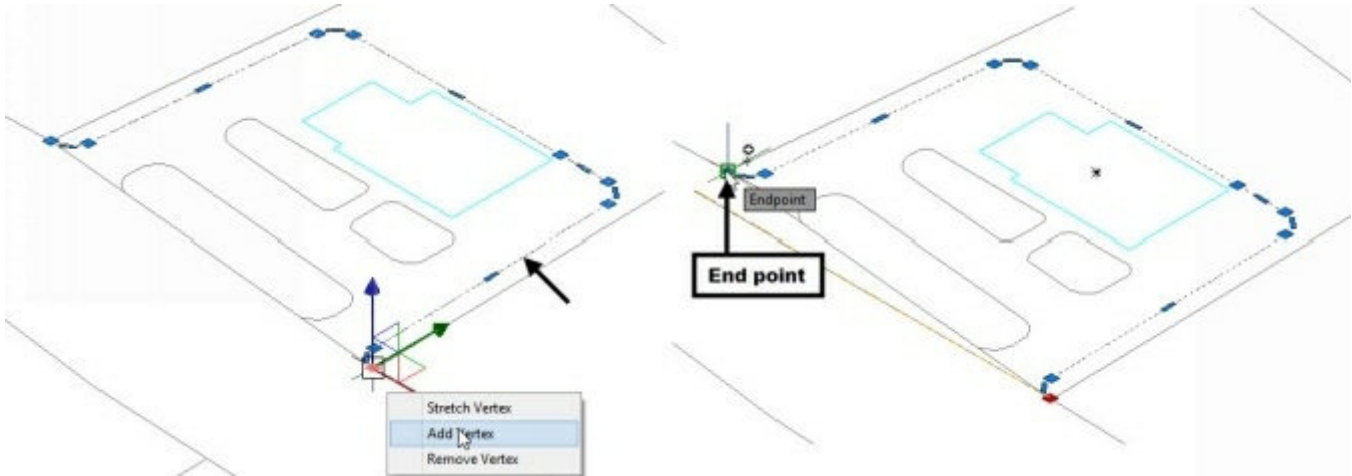 Stretch Vertex
Add Vertex
Remove Vertex
Endpoint
End point